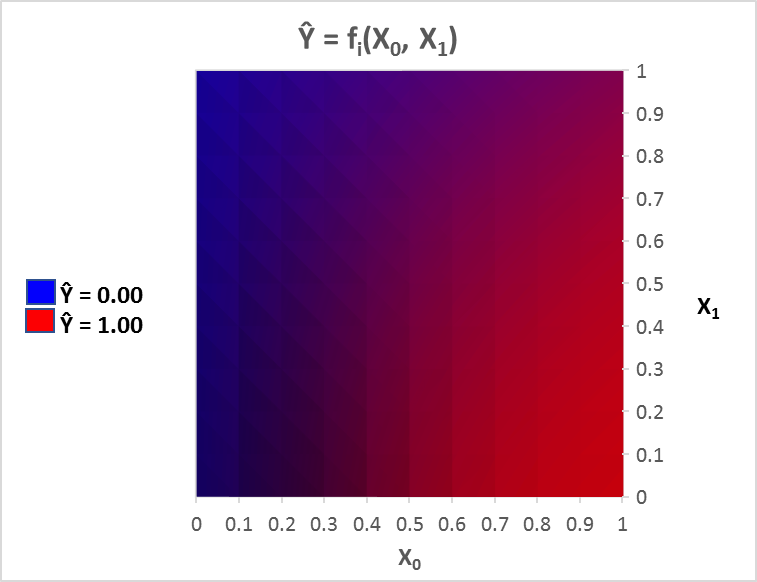 Ŷ = fi(X0, X1)
1
0.9
0.8
0.7
0.6
0.5
0.4
0.3
0.2
0.1
0
X1
Ŷ = 0.00
Ŷ = 1.00
0 0.1 0.2 0.3 0.4 0.5 0.6 0.7 0.8 0.9 1
X0